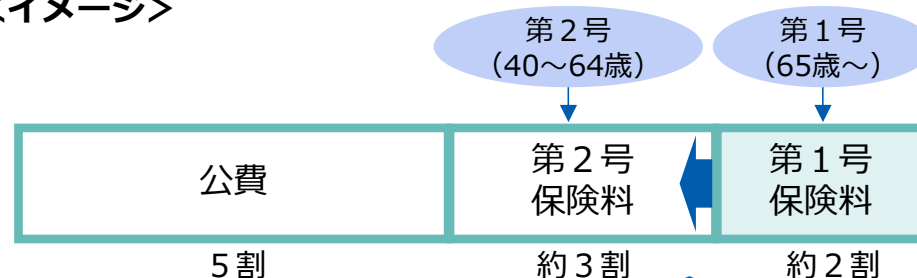 <イメージ>
第２号
（40～64歳）
第１号
（65歳～）
公費
第２号
保険料
第１号
保険料
５割
約３割
約２割